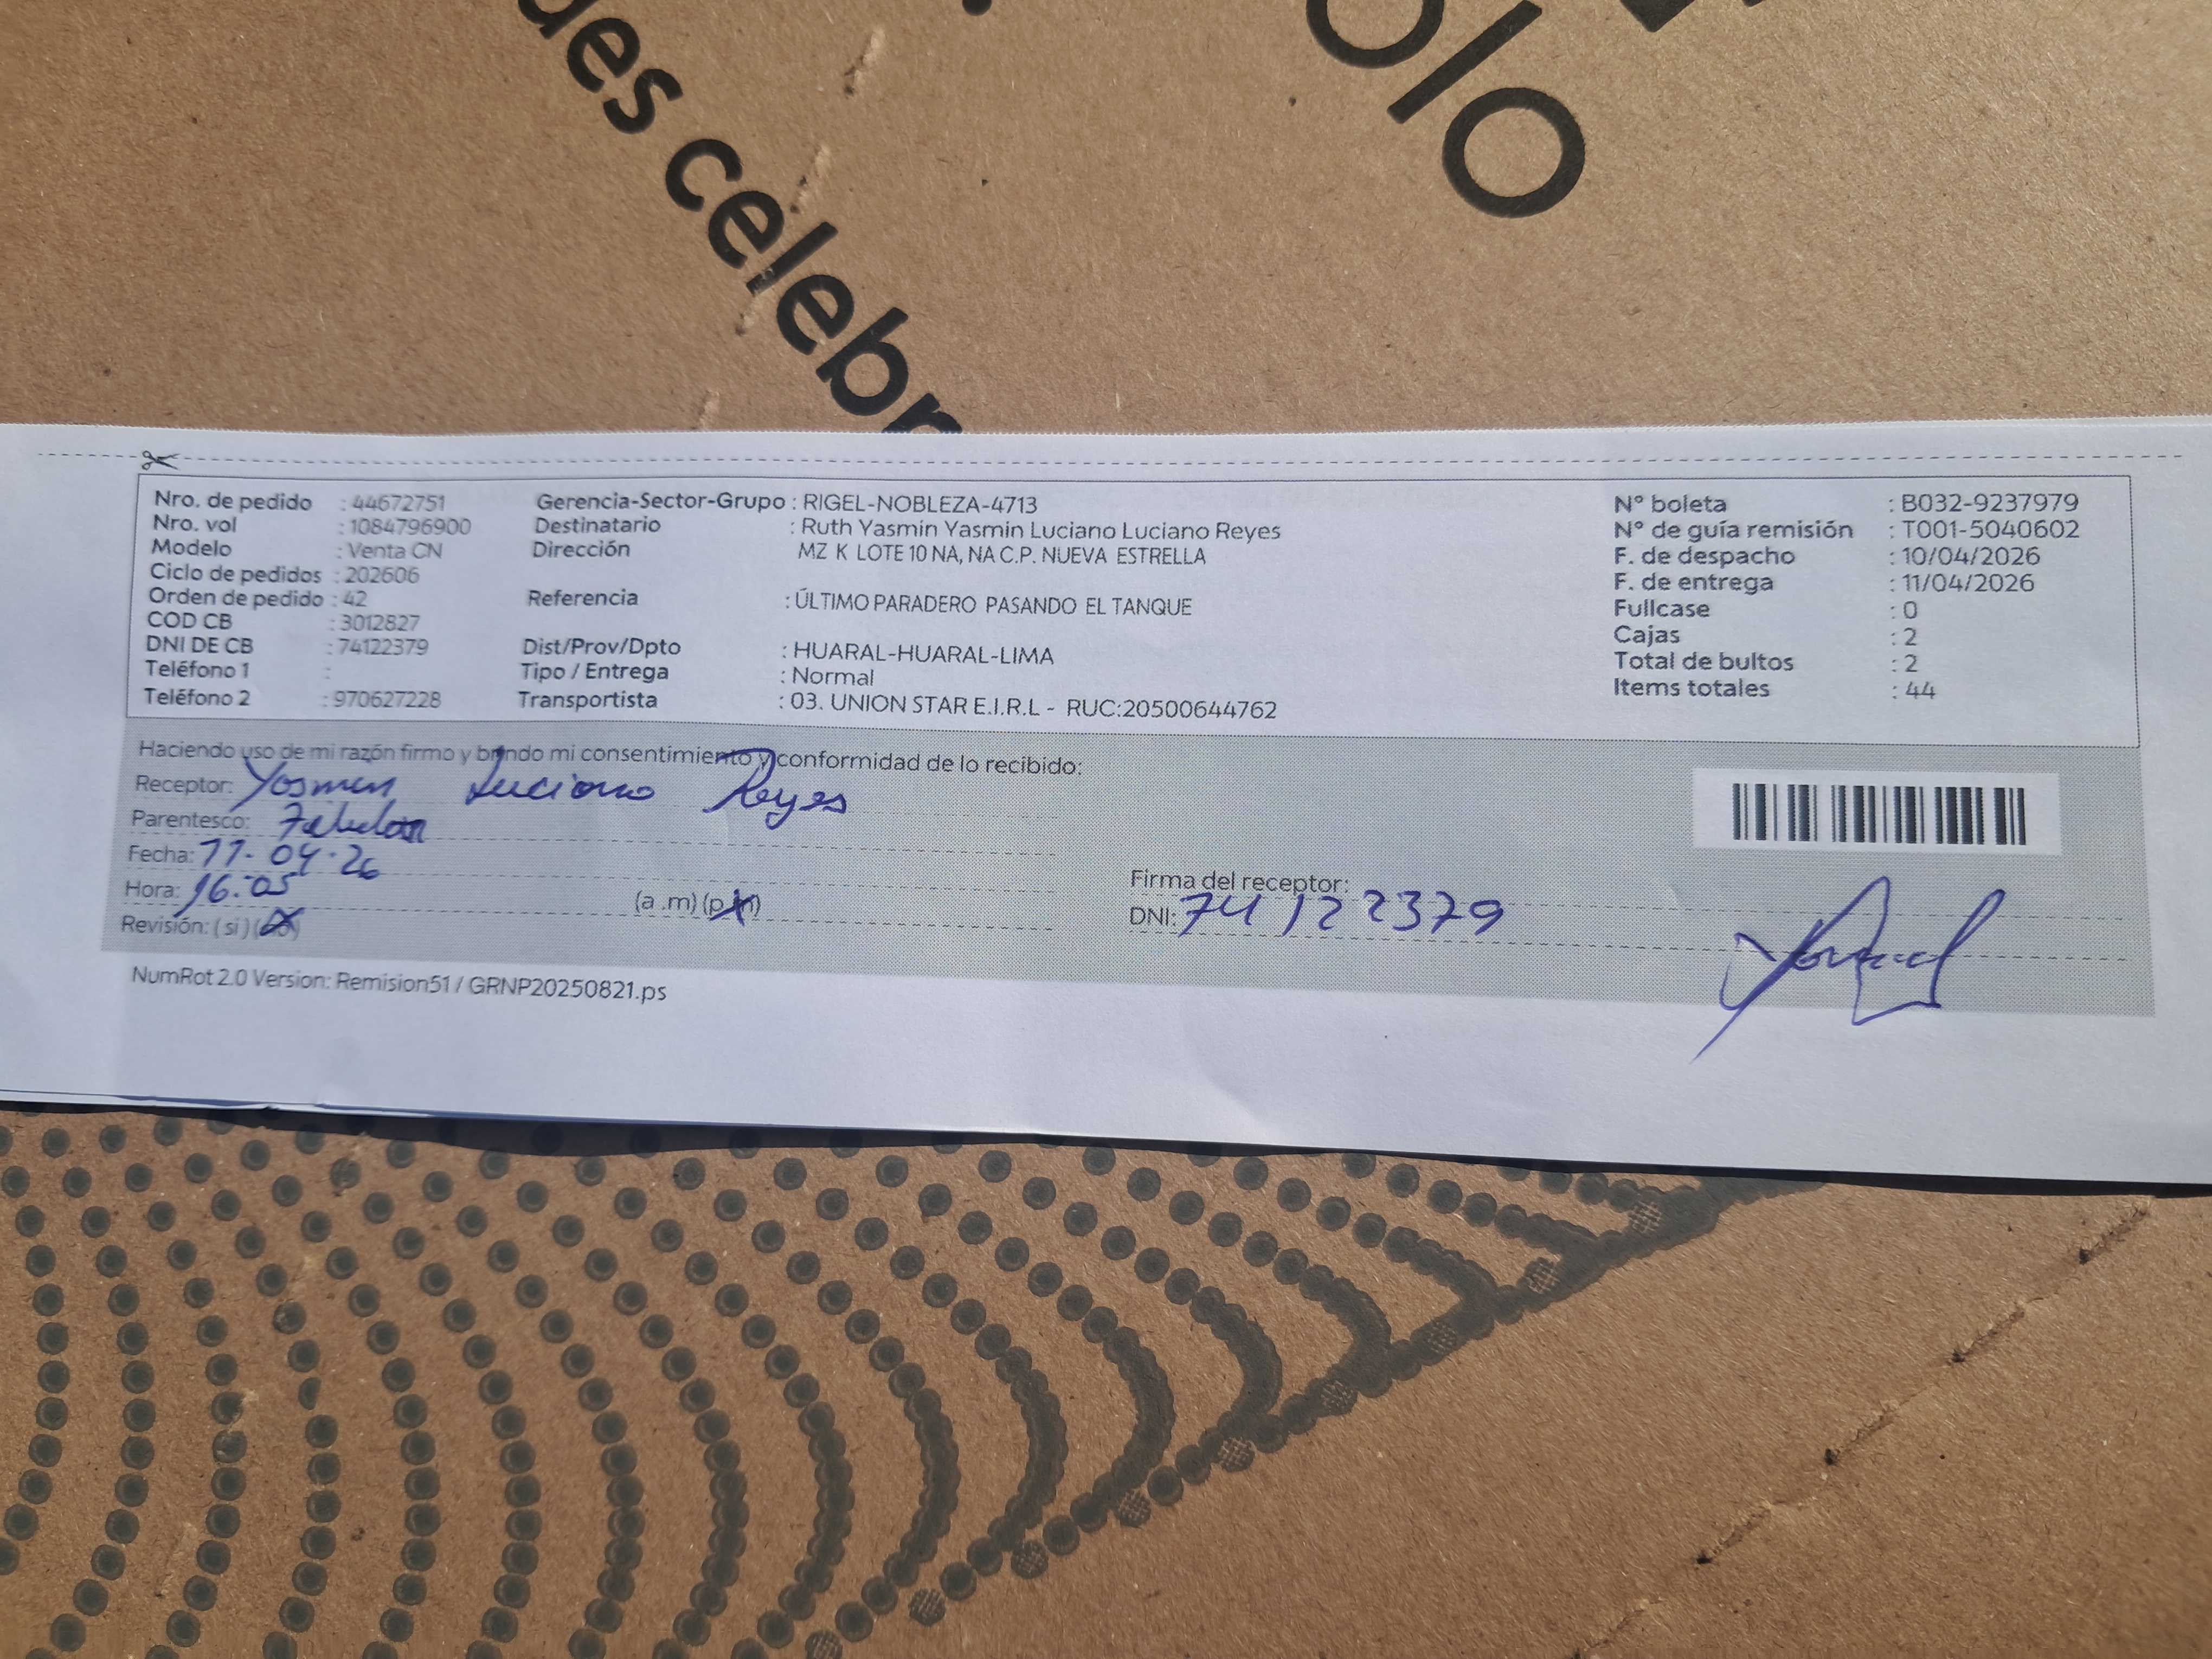 des celebr
olo
Nro. de pedido : 44672751
Nro. vol : 1084796900
Modelo : Venta CN
Ciclo de pedidos : 202606
Orden de pedido : 42
COD CB : 3012827
DNI DE CB : 74122379
Teléfono 1 :
Teléfono 2 : 970627228
Gerencia-Sector-Grupo : RIGEL-NOBLEZA-4713
Destinatario : Ruth Yasmin Yasmin Luciano Luciano Reyes
Dirección MZ K LOTE 10 NA, NA C.P. NUEVA ESTRELLA
Referencia : ÚLTIMO PARADERO PASANDO EL TANQUE
Dist/Prov/Dpto : HUARAL-HUARAL-LIMA
Tipo / Entrega : Normal
Transportista : 03. UNION STAR E.I.R.L - RUC:20500644762
N° boleta : B032-9237979
N° de guía remisión : T001-5040602
F. de despacho : 10/04/2026
F. de entrega : 11/04/2026
Fullcase : 0
Cajas : 2
Total de bultos : 2
Items totales : 44
Haciendo uso de mi razón firmo y brindo mi consentimiento y conformidad de lo recibido:
Receptor: Luciano Reyes
Parentesco:
Fecha: 11-04-26
Hora: 16:05 (a .m) (p.m)
Revisión: ( si ) (no)
Firma del receptor:
DNI: 74122379
NumRot 2.0 Version: Remision51 / GRNP20250821.ps